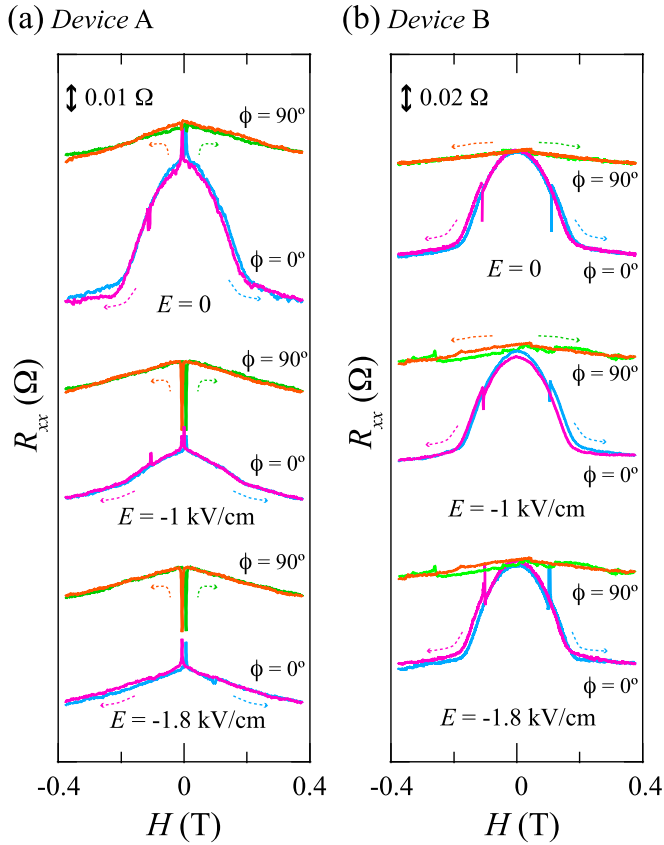 (a) Device A
0.01 Ω
ϕ = 90º
ϕ = 0º
E = 0
ϕ = 90º
ϕ = 0º
E = -1 kV/cm
ϕ = 90º
ϕ = 0º
E = -1.8 kV/cm
Rxx (Ω)
-0.4
0
0.4
H (T)
(b) Device B
0.02 Ω
ϕ = 90º
ϕ = 0º
E = 0
ϕ = 90º
ϕ = 0º
E = -1 kV/cm
ϕ = 90º
ϕ = 0º
E = -1.8 kV/cm
Rxx (Ω)
-0.4
0
0.4
H (T)